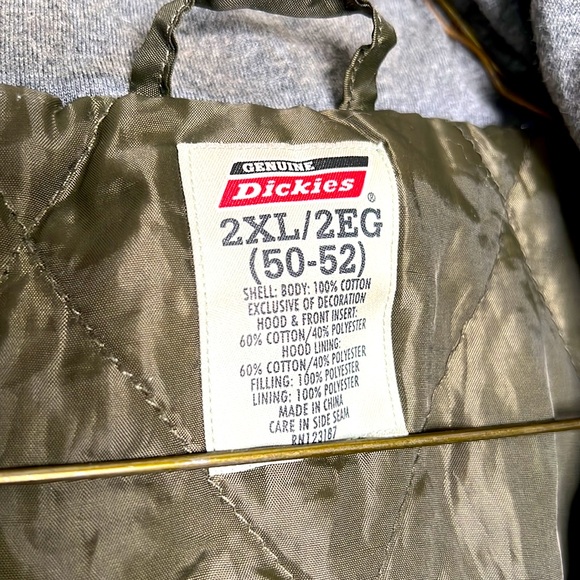 GENUINE
Dickies®
2XL/2EG
(50-52)
SHELL: BODY: 100% COTTON
EXCLUSIVE OF DECORATION
HOOD & FRONT INSERT:
60% COTTON/40% POLYESTER
HOOD LINING:
60% COTTON/40% POLYESTER
FILLING: 100% POLYESTER
LINING: 100% POLYESTER
MADE IN CHINA
CARE IN SIDE SEAM
RN123187